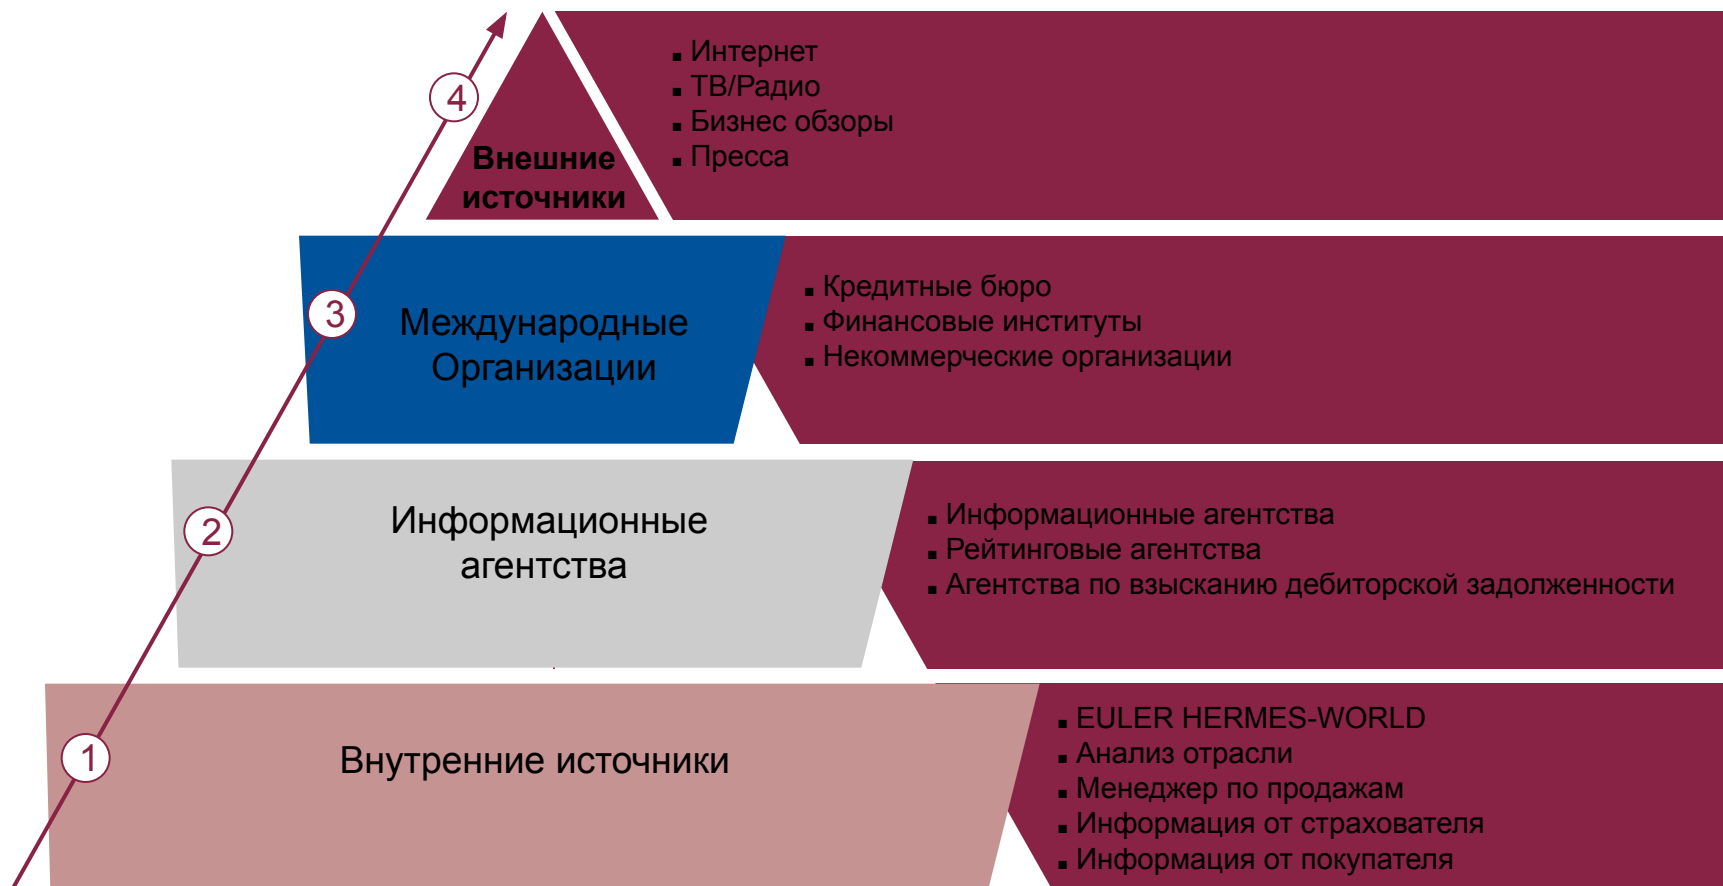 4
Внешние
источники
▪ Интернет
▪ ТВ/Радио
▪ Бизнес обзоры
▪ Пресса
3
Международные
Организации
▪ Кредитные бюро
▪ Финансовые институты
▪ Некоммерческие организации
2
Информационные
агентства
▪ Информационные агентства
▪ Рейтинговые агентства
▪ Агентства по взысканию дебиторской задолженности
1
Внутренние источники
▪ EULER HERMES-WORLD
▪ Анализ отрасли
▪ Менеджер по продажам
▪ Информация от страхователя
▪ Информация от покупателя